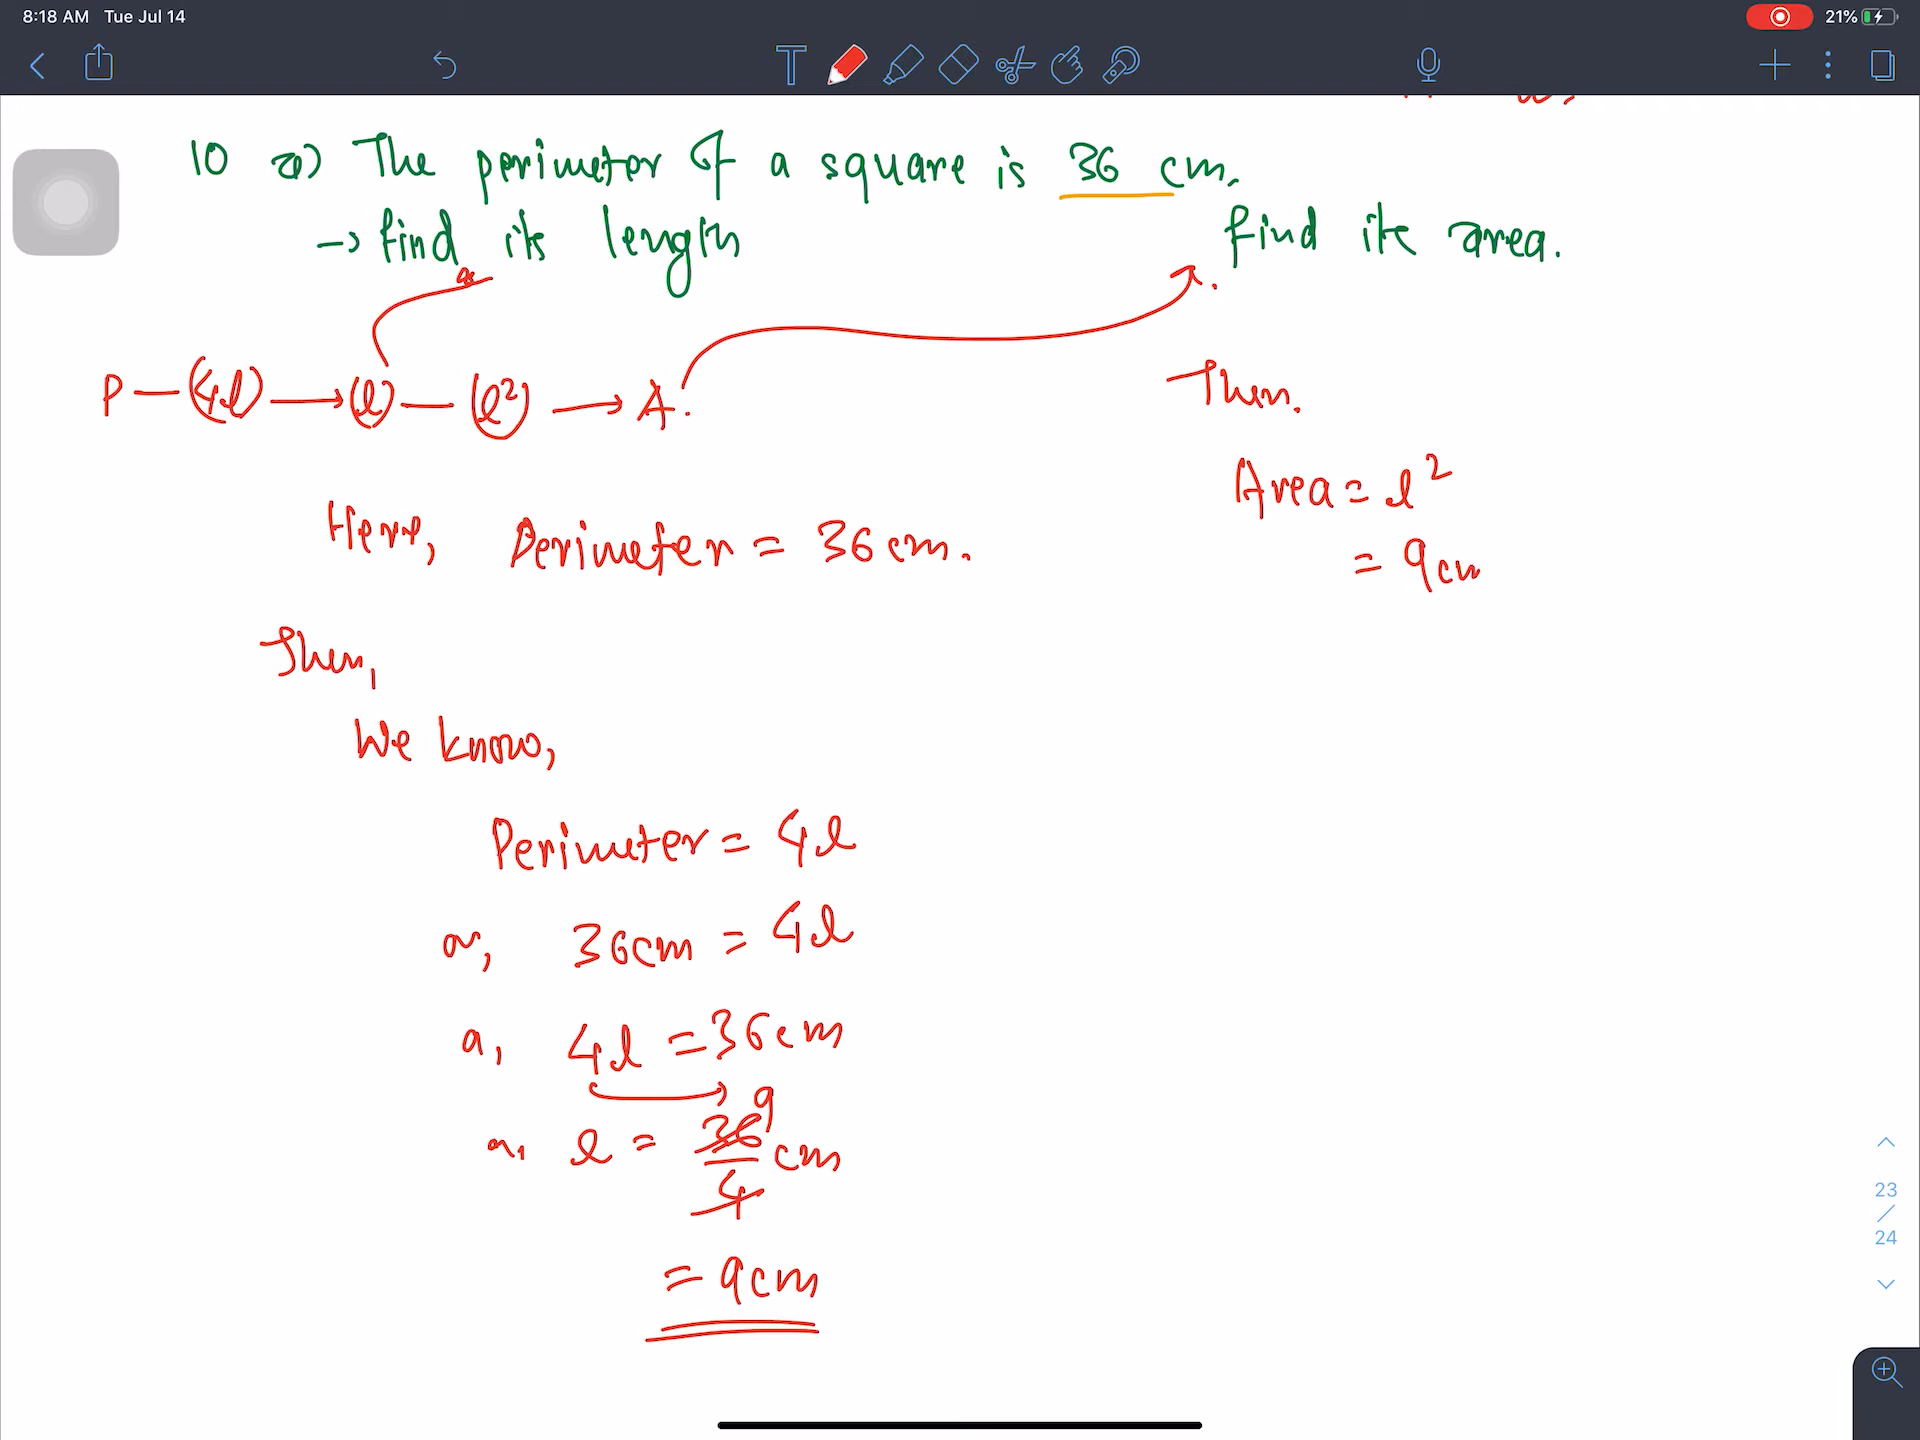 8:18 AM Tue Jul 14
21%
10 a) The perimeter of a square is 36 cm.
→ find its length
find its area.
P — (4l) → (l) — (l²) → A.
Here, Perimeter = 36 cm.
Then,
We know,
Perimeter = 4l
or, 36cm = 4l
or, 4l = 36cm
9
or, l = 36/4 cm
= 9cm
Then.
Area = l²
= 9cm
23
/
24